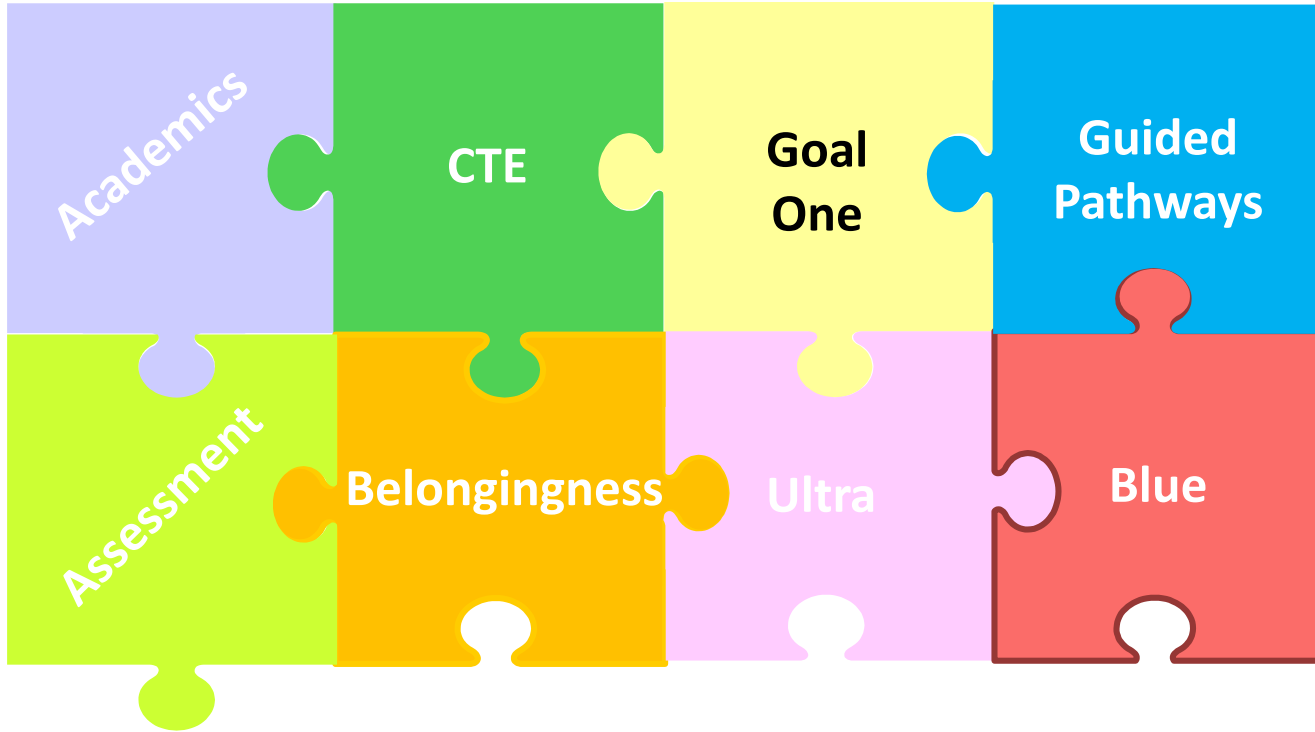 Academics
CTE
Goal
One
Guided
Pathways
Assessment
Belongingness
Ultra
Blue